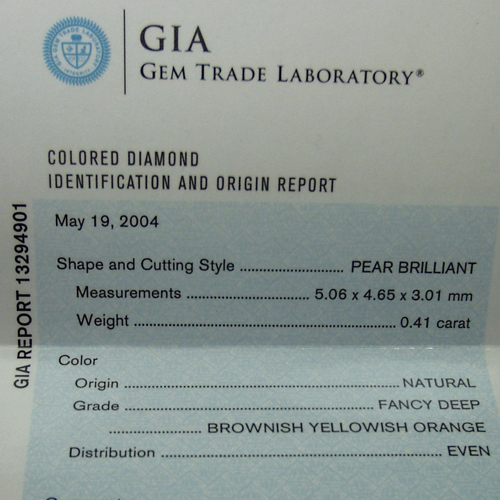 GIA
GEM TRADE LABORATORY®
COLORED DIAMOND
IDENTIFICATION AND ORIGIN REPORT
GIA REPORT 13294901
May 19, 2004
Shape and Cutting Style ........................... PEAR BRILLIANT
Measurements ................................ 5.06 x 4.65 x 3.01 mm
Weight .................................................................... 0.41 carat
Color
Origin ....................................................................... NATURAL
Grade ................................................................ FANCY DEEP
........................ BROWNISH YELLOWISH ORANGE
Distribution ...................................................................... EVEN